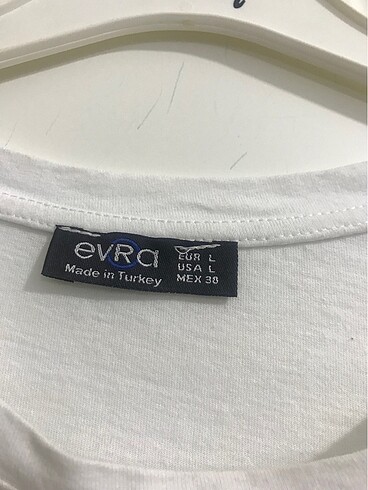 evRa
Made in Turkey
EUR L
USA L
MEX 38